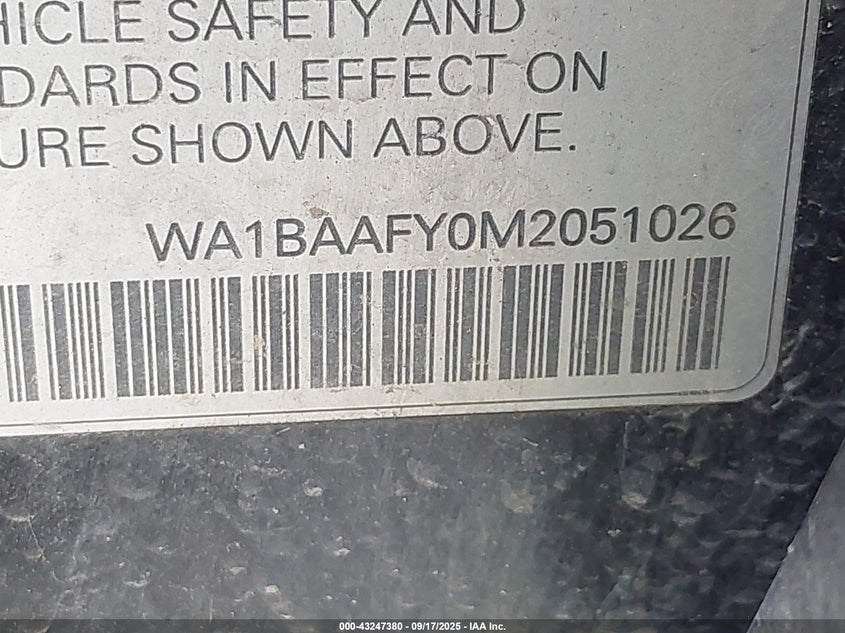 HICLE SAFETY AND
DARDS IN EFFECT ON
URE SHOWN ABOVE.
WA1BAAFY0M2051026
000-43247380 - 09/17/2025 - IAA Inc.